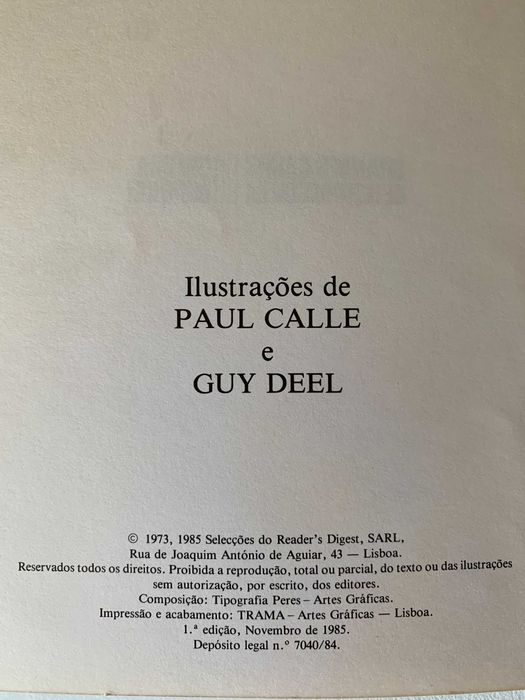 Ilustrações de
PAUL CALLE
e
GUY DEEL
© 1973, 1985 Selecções do Reader's Digest, SARL,
Rua de Joaquim António de Aguiar, 43 — Lisboa.
Reservados todos os direitos. Proibida a reprodução, total ou parcial, do texto ou das ilustrações
sem autorização, por escrito, dos editores.
Composição: Tipografia Peres – Artes Gráficas.
Impressão e acabamento: TRAMA – Artes Gráficas — Lisboa.
1.ª edição, Novembro de 1985.
Depósito legal n.º 7040/84.